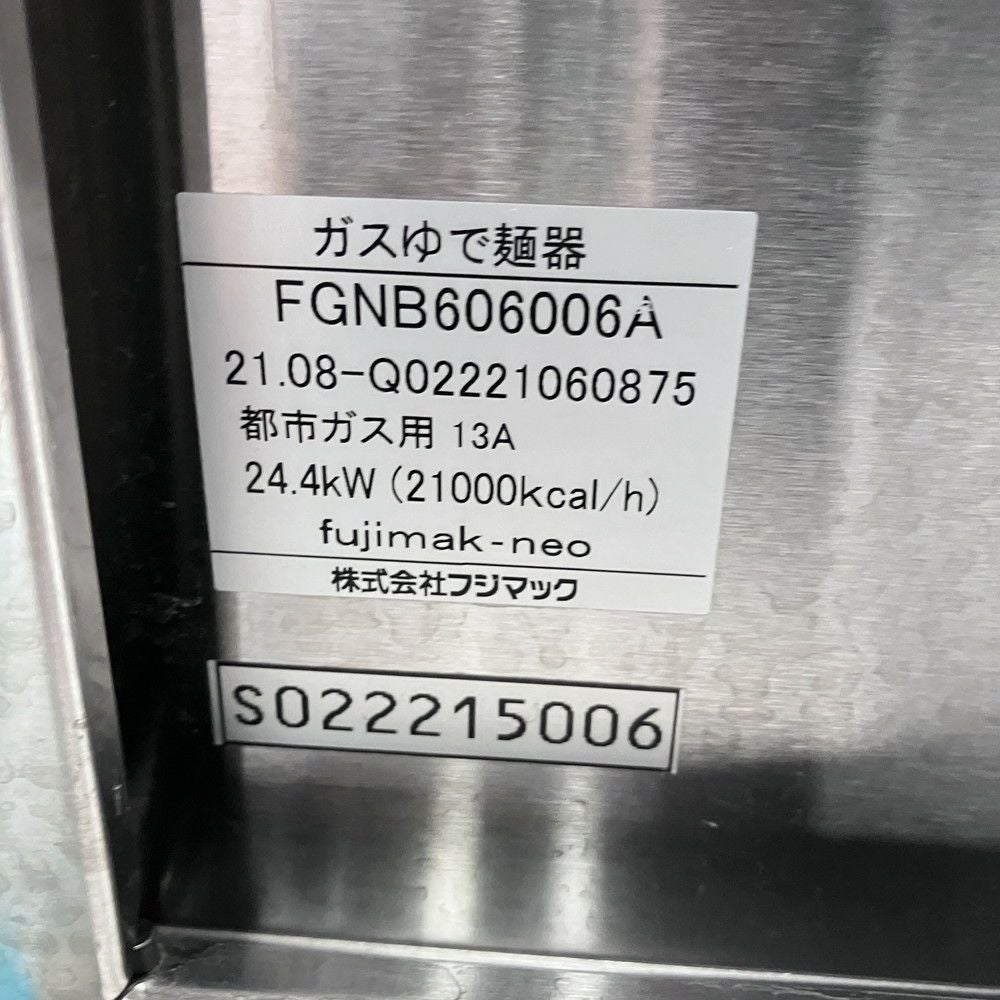 ガスゆで麺器
FGNB606006A
21.08-Q02221060875
都市ガス用 13A
24.4kW (21000kcal/h)
fujimak-neo
株式会社フジマック
S022215006